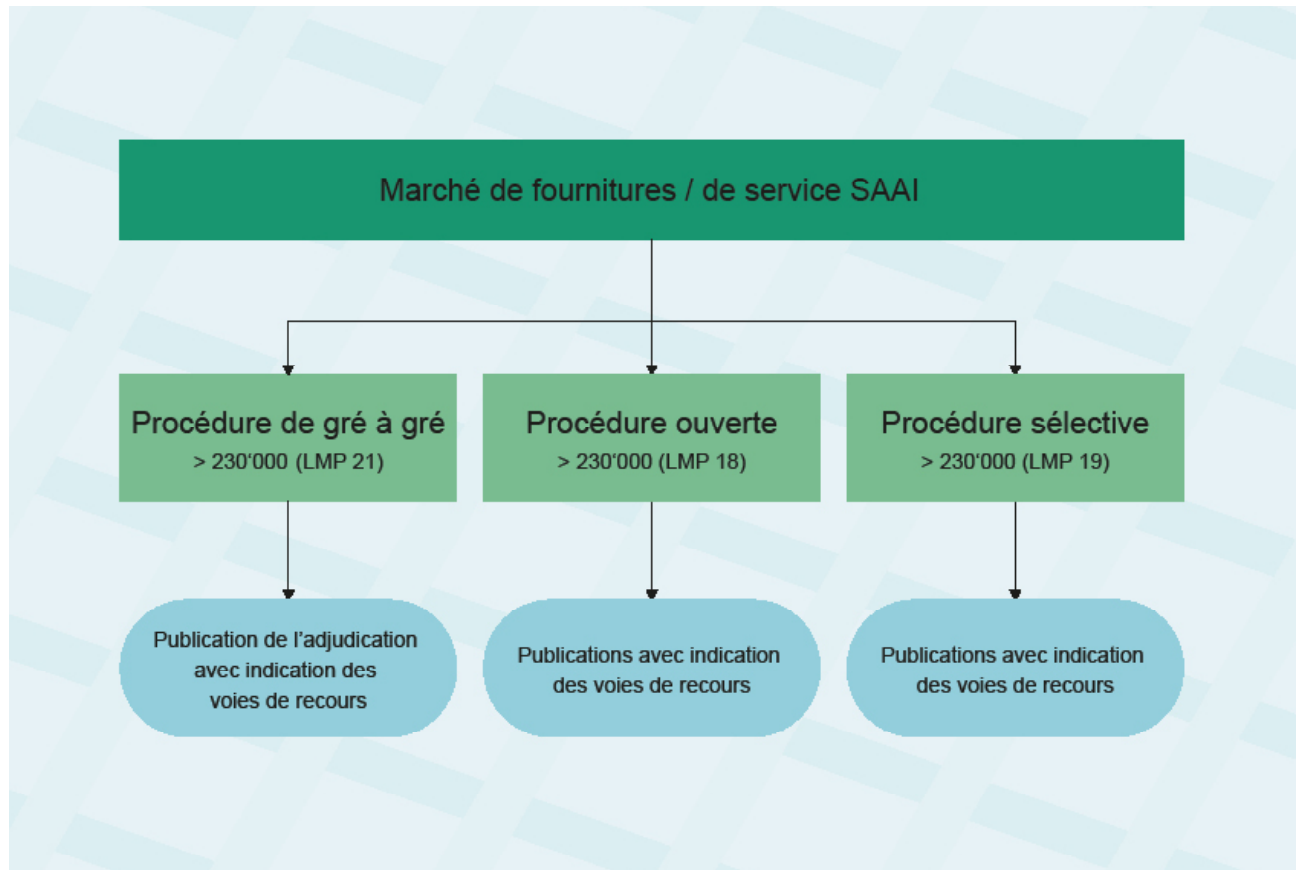 Marché de fournitures / de service SAAI
Procédure de gré à gré
> 230‘000 (LMP 21)
Procédure ouverte
> 230‘000 (LMP 18)
Procédure sélective
> 230‘000 (LMP 19)
Publication de l’adjudication
avec indication des
voies de recours
Publications avec indication
des voies de recours
Publications avec indication
des voies de recours